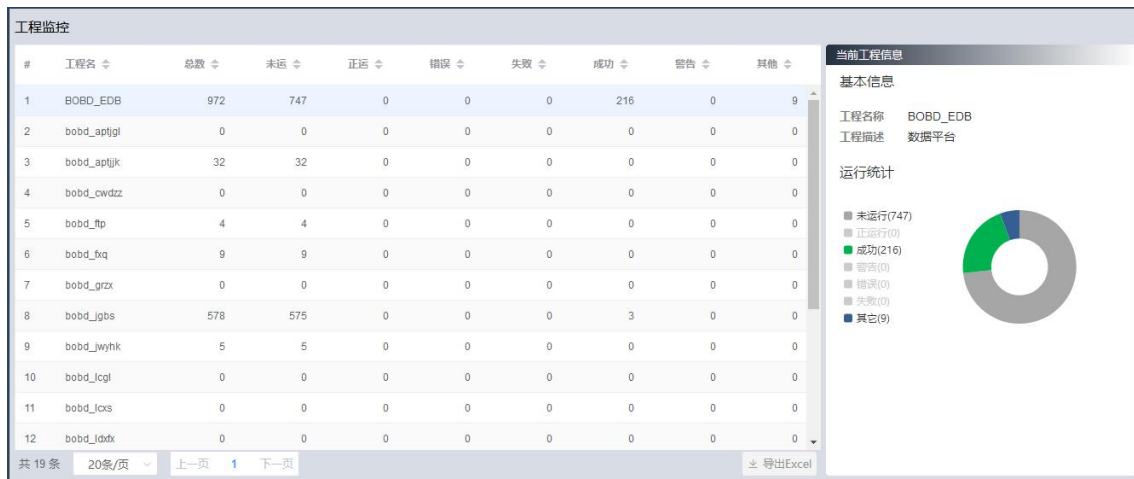 工程监控
# 工程名 总数 未运 正运 错误 失败 成功 警告 其他
1 BOBD_EDB 972 747 0 0 0 216 0 9
2 bobd_aptjgl 0 0 0 0 0 0 0 0
3 bobd_aptjjk 32 32 0 0 0 0 0 0
4 bobd_cwdzz 0 0 0 0 0 0 0 0
5 bobd_ftp 4 4 0 0 0 0 0 0
6 bobd_fxq 9 9 0 0 0 0 0 0
7 bobd_grzx 0 0 0 0 0 0 0 0
8 bobd_jgbs 578 575 0 0 0 3 0 0
9 bobd_jwyhk 5 5 0 0 0 0 0 0
10 bobd_lcgl 0 0 0 0 0 0 0 0
11 bobd_lcxs 0 0 0 0 0 0 0 0
12 bobd_ldxfx 0 0 0 0 0 0 0 0
共 19 条 20条/页 上一页 1 下一页 导出Excel
当前工程信息
基本信息
工程名称 BOBD_EDB
工程描述 数据平台
运行统计
未运行(747)
正运行(0)
成功(216)
警告(0)
错误(0)
失败(0)
其它(9)